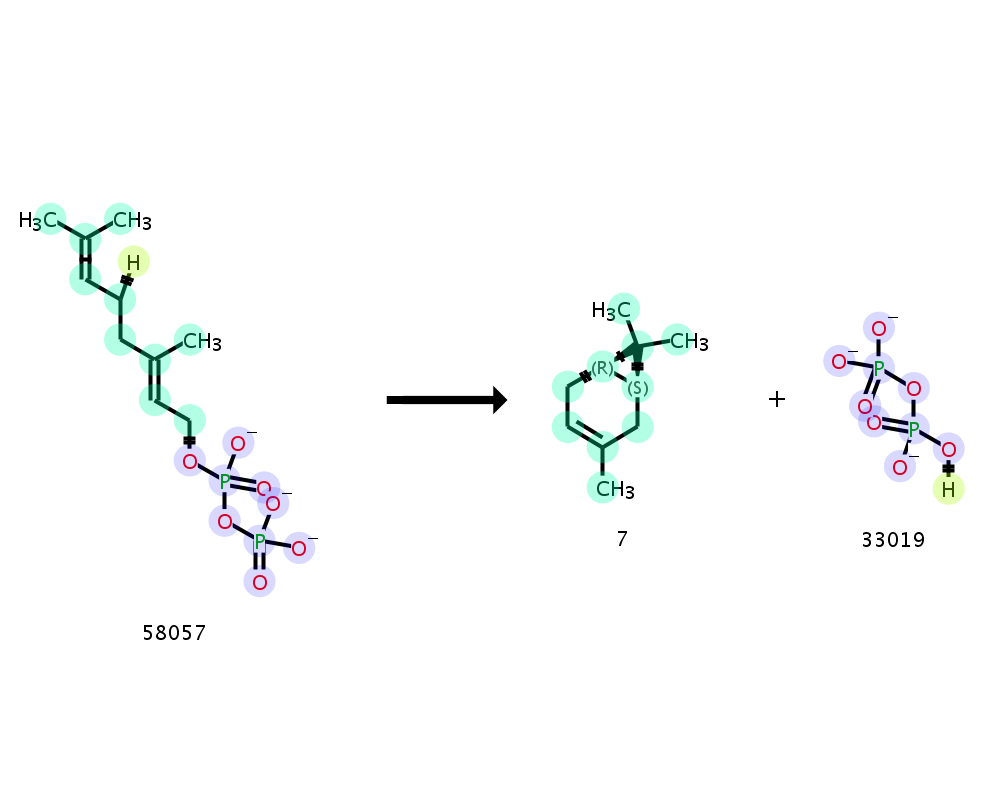 H₃C CH₃
H
CH₃
O O⁻
P O O⁻
O P O⁻
O
58057
H₃C
CH₃
(R) (S)
CH₃
7
+
O⁻
O⁻ P O
O O P O
O⁻ H
33019